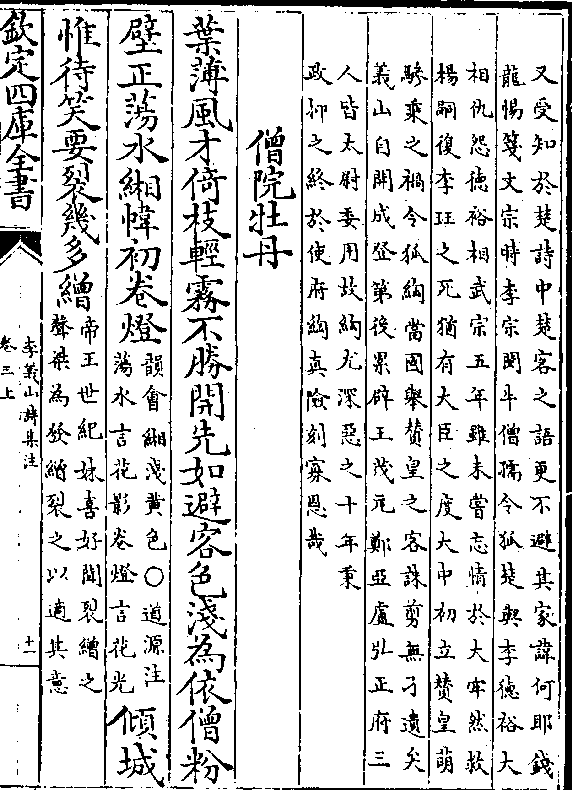 又受知於楚詩中楚客之語更不避其家諱何耶錢
龍惕箋文宗時李宗閔牛僧孺令狐楚與李德裕大
相仇怨德裕相武宗五年雖未嘗忘情於大牢然救
楊嗣復李珏之死猶有大臣之度大中初立贊皇萌
驂乘之禍令狐綯當國舉贊皇之客誅剪無孑遺矣
義山自開成登第後累辟王茂元鄭亞盧弘正府三
人皆太尉委用故綯尤深惡之十年秉
政抑之終於使府綯真險刻寡恩哉
僧院牡丹
葉薄風才倚枝輕霧不勝開先如避客色淺為依僧粉
壁正蕩水緗幃初卷燈
韻會緗淺黄色○道源注
蕩水言花影卷燈言花光
傾城
惟待笑要裂幾多繒
帝王世紀妺喜好聞裂繒之
聲桀為發繒裂之以適其意
欽定四庫全書
李義山詩集注
卷三上
十一